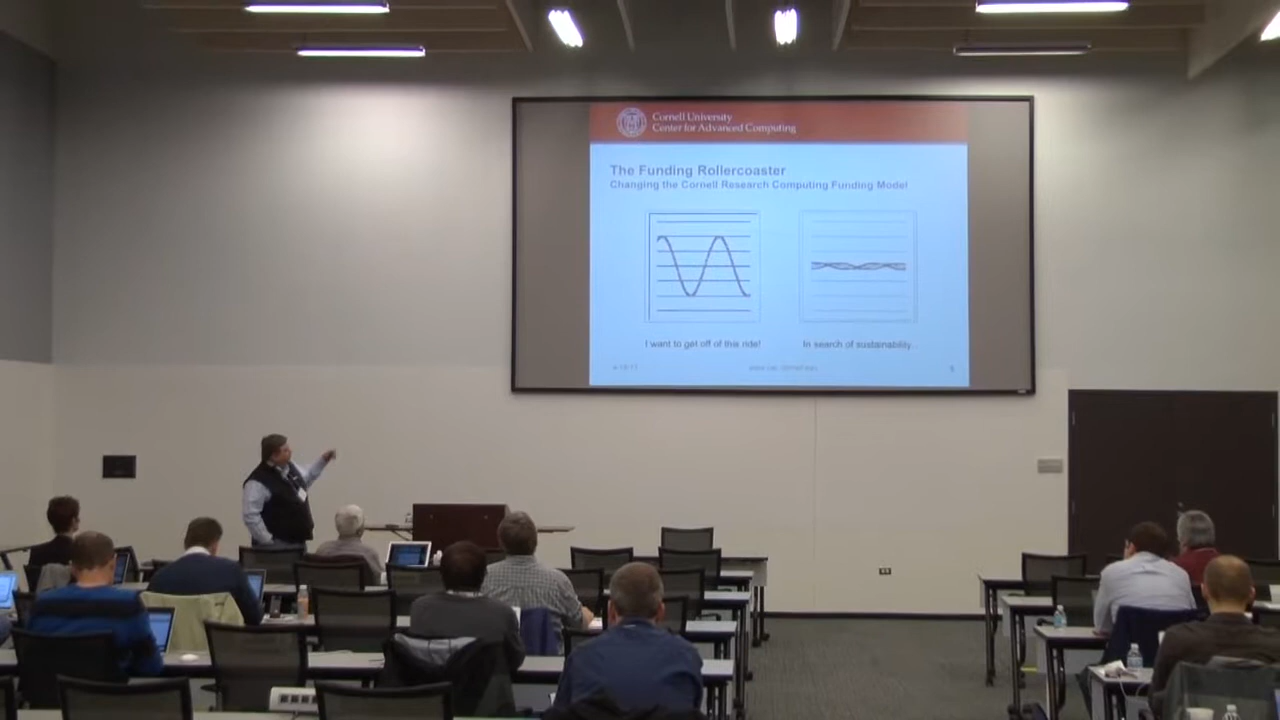 Cornell University
Center for Advanced Computing
The Funding Rollercoaster
Changing the Cornell Research Computing Funding Model
I want to get off of this ride!
In search of sustainability...